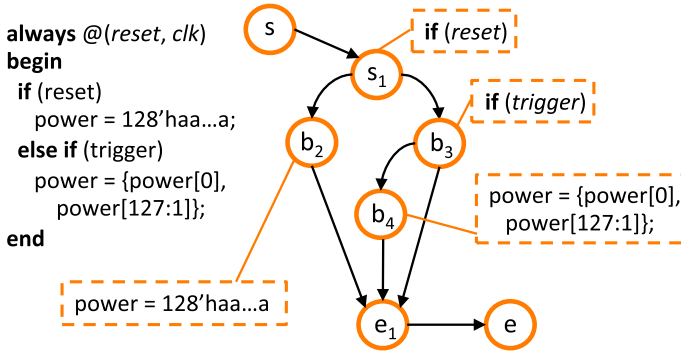 always @(reset, clk)
begin
if (reset)
power = 128’haa...a;
else if (trigger)
power = {power[0],
power[127:1]};
end
s
if (reset)
s1
if (trigger)
b2
b3
b4
power = {power[0],
power[127:1]};
power = 128’haa...a
e1
e